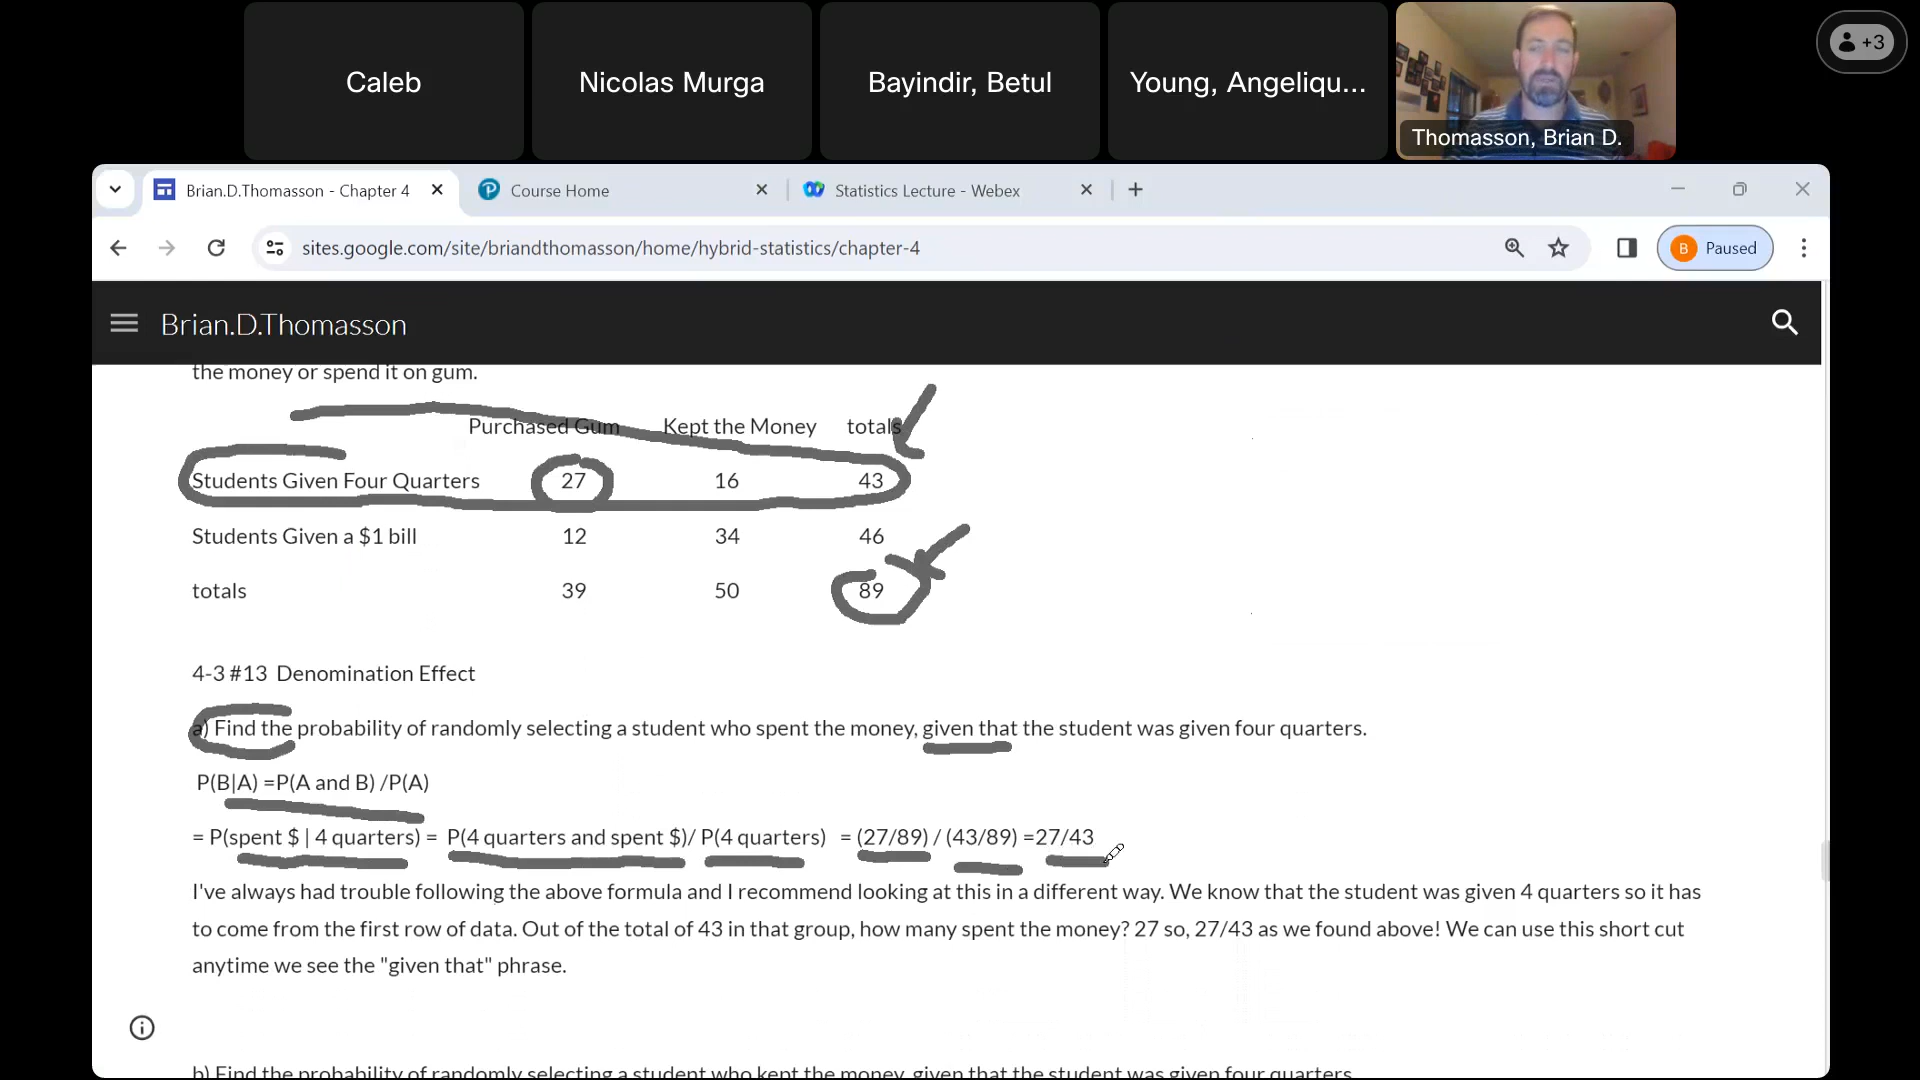 Caleb
Nicolas Murga
Bayindir, Betul
Young, Angeliqu...
Thomasson, Brian D.
+3
Brian.D.Thomasson - Chapter 4
Course Home
Statistics Lecture - Webex
sites.google.com/site/briandthomasson/home/hybrid-statistics/chapter-4
B Paused
Brian.D.Thomasson
the money or spend it on gum.
Purchased Gum Kept the Money totals
Students Given Four Quarters 27 16 43
Students Given a $1 bill 12 34 46
totals 39 50 89
4-3 #13 Denomination Effect
a) Find the probability of randomly selecting a student who spent the money, given that the student was given four quarters.
P(B|A) =P(A and B) /P(A)
= P(spent $ | 4 quarters) = P(4 quarters and spent $)/ P(4 quarters) = (27/89) / (43/89) =27/43
I've always had trouble following the above formula and I recommend looking at this in a different way. We know that the student was given 4 quarters so it has
to come from the first row of data. Out of the total of 43 in that group, how many spent the money? 27 so, 27/43 as we found above! We can use this short cut
anytime we see the "given that" phrase.
b) Find the probability of randomly selecting a student who kept the money, given that the student was given four quarters.